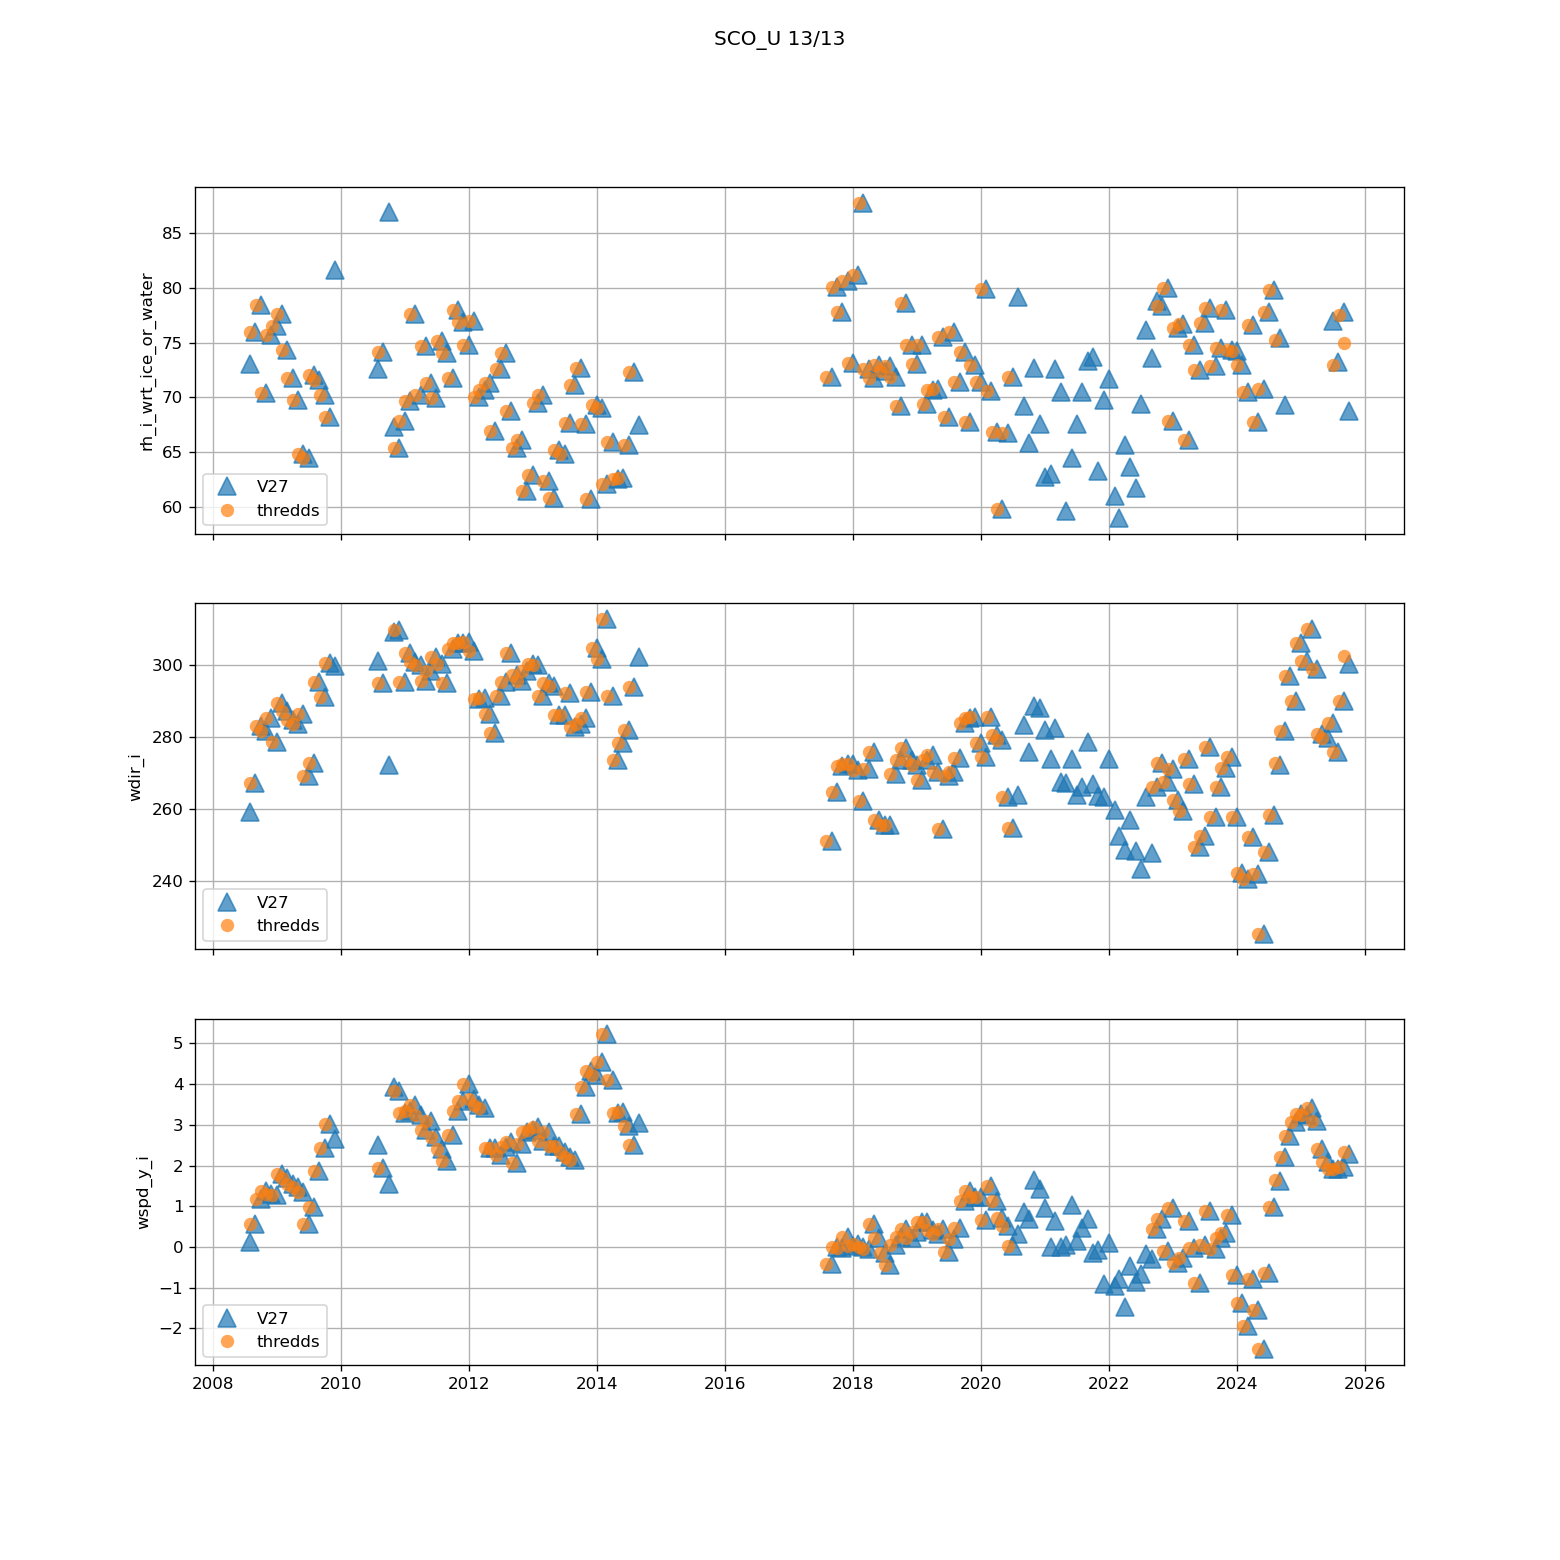 SCO_U 13/13
rh_i_wrt_ice_or_water
85
80
75
70
65
60
V27
thredds
wdir_i
300
280
260
240
V27
thredds
wspd_y_i
5
4
3
2
1
0
−1
−2
V27
thredds
2008 2010 2012 2014 2016 2018 2020 2022 2024 2026